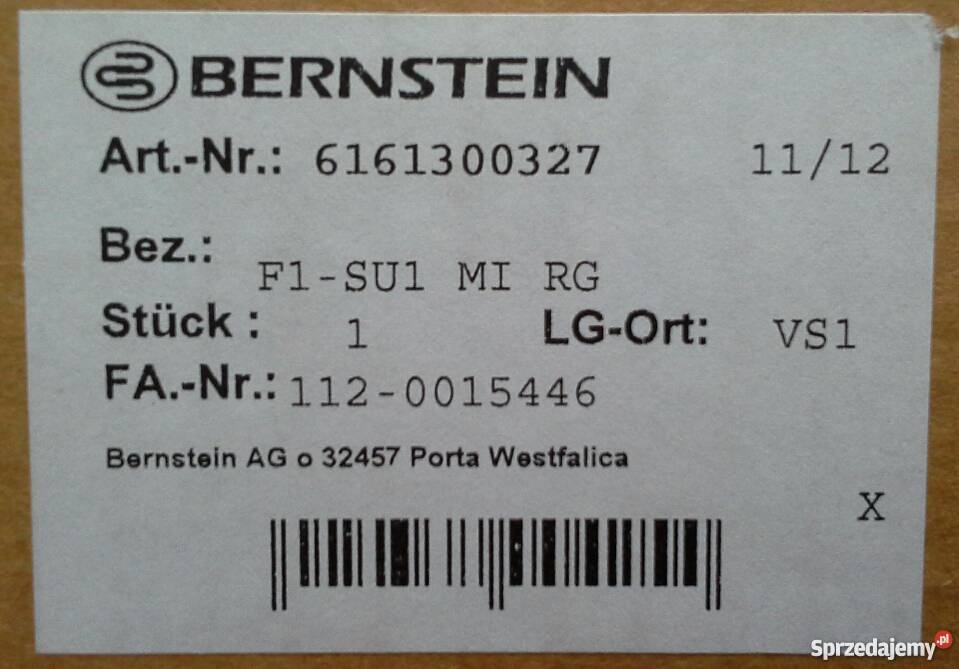 BERNSTEIN
Art.-Nr.: 6161300327 11/12
Bez.: F1-SU1 MI RG
Stück : 1 LG-Ort: VS1
FA.-Nr.: 112-0015446
Bernstein AG o 32457 Porta Westfalica
X
Sprzedajemy.pl